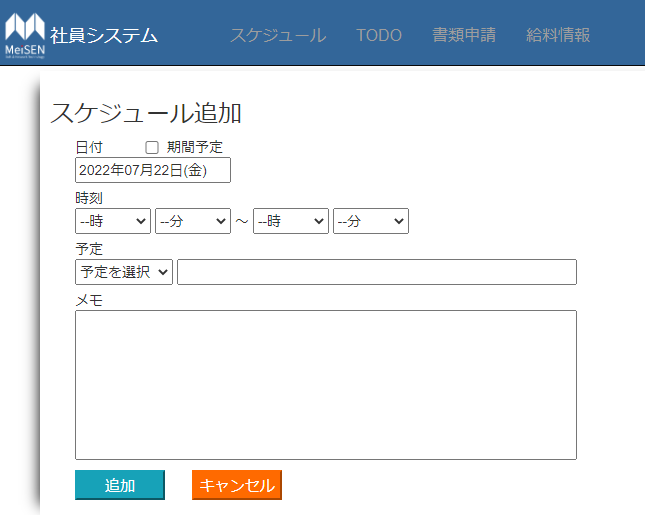 MeiSEN 社員システム スケジュール TODO 書類申請 給料情報
スケジュール追加
日付 期間予定
2022年07月22日(金)
時刻
--時 --分 ～ --時 --分
予定
予定を選択
メモ
追加 キャンセル